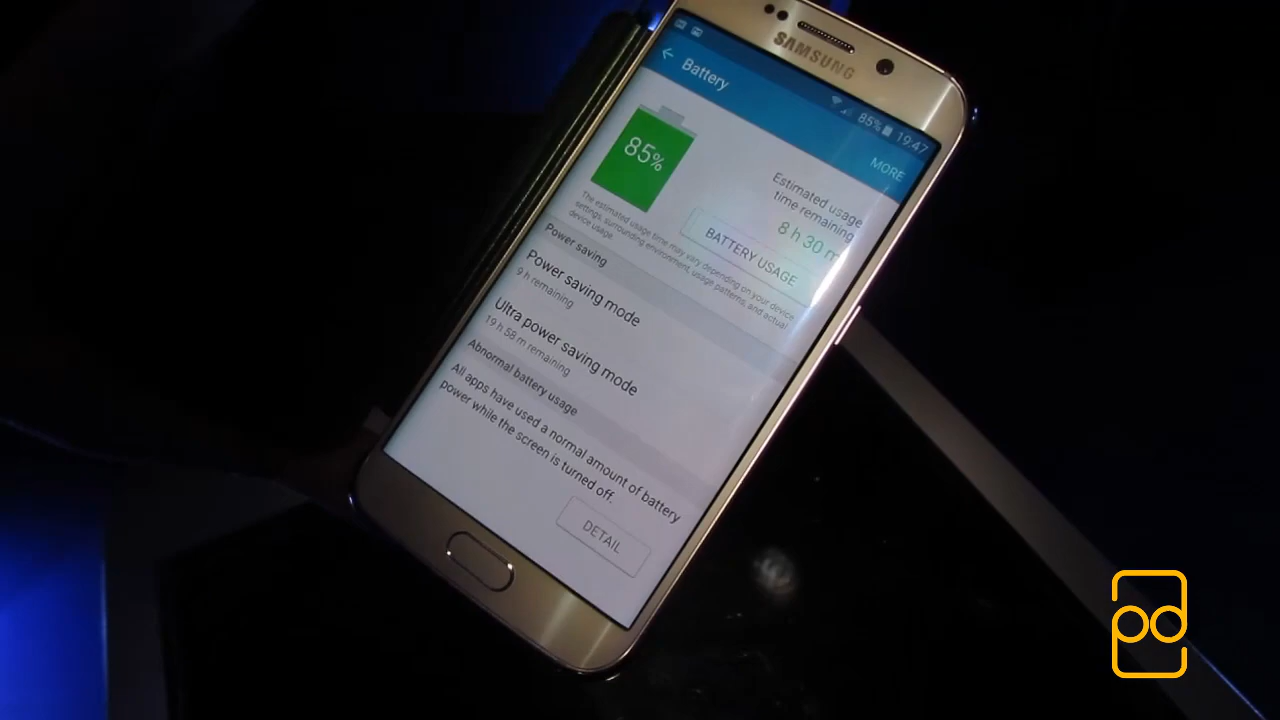 SAMSUNG
85% 19:47
Battery
MORE
85%
Estimated usage
time remaining
8 h 30 m
BATTERY USAGE
The estimated usage time may vary depending on your device
settings, surrounding environment, usage patterns, and actual
device usage.
Power saving
Power saving mode
9 h remaining
Ultra power saving mode
19 h 58 m remaining
Abnormal battery usage
All apps have used a normal amount of battery
power while the screen is turned off.
DETAIL
pd